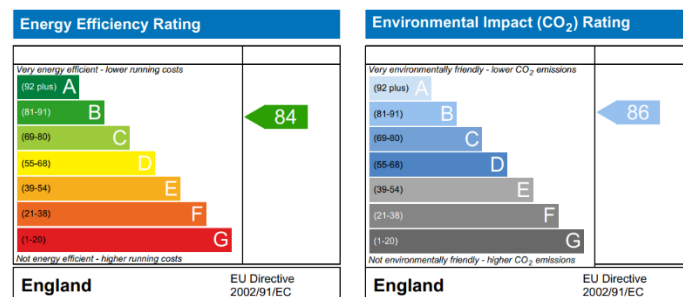 Energy Efficiency Rating
Very energy efficient - lower running costs
(92 plus) A
(81-91) B
84
(69-80) C
(55-68) D
(39-54) E
(21-38) F
(1-20) G
Not energy efficient - higher running costs
England
EU Directive
2002/91/EC
Environmental Impact (CO₂) Rating
Very environmentally friendly - lower CO₂ emissions
(92 plus) A
(81-91) B
86
(69-80) C
(55-68) D
(39-54) E
(21-38) F
(1-20) G
Not environmentally friendly - higher CO₂ emissions
England
EU Directive
2002/91/EC